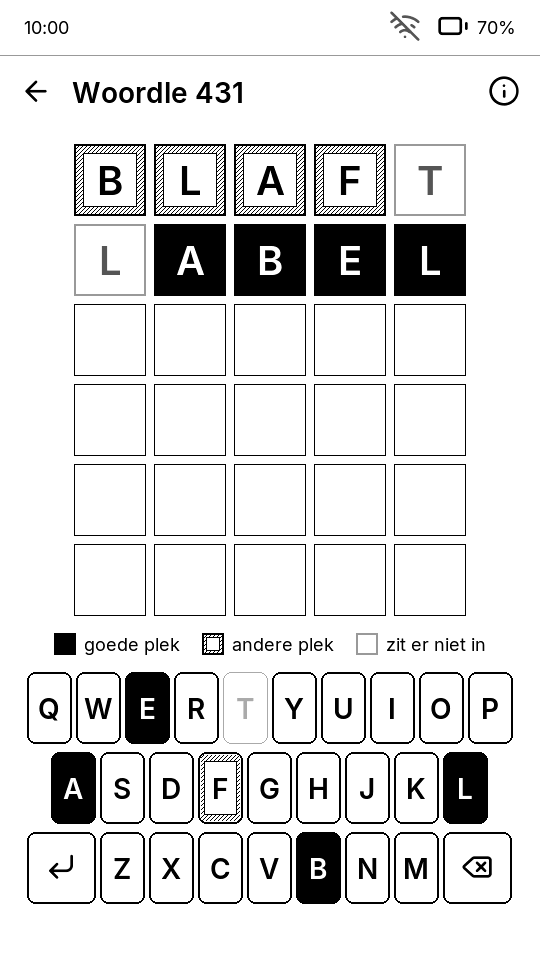 10:00 70%
Woordle 431
B L A F T
L A B E L
goede plek andere plek zit er niet in
Q W E R T Y U I O P
A S D F G H J K L
Z X C V B N M